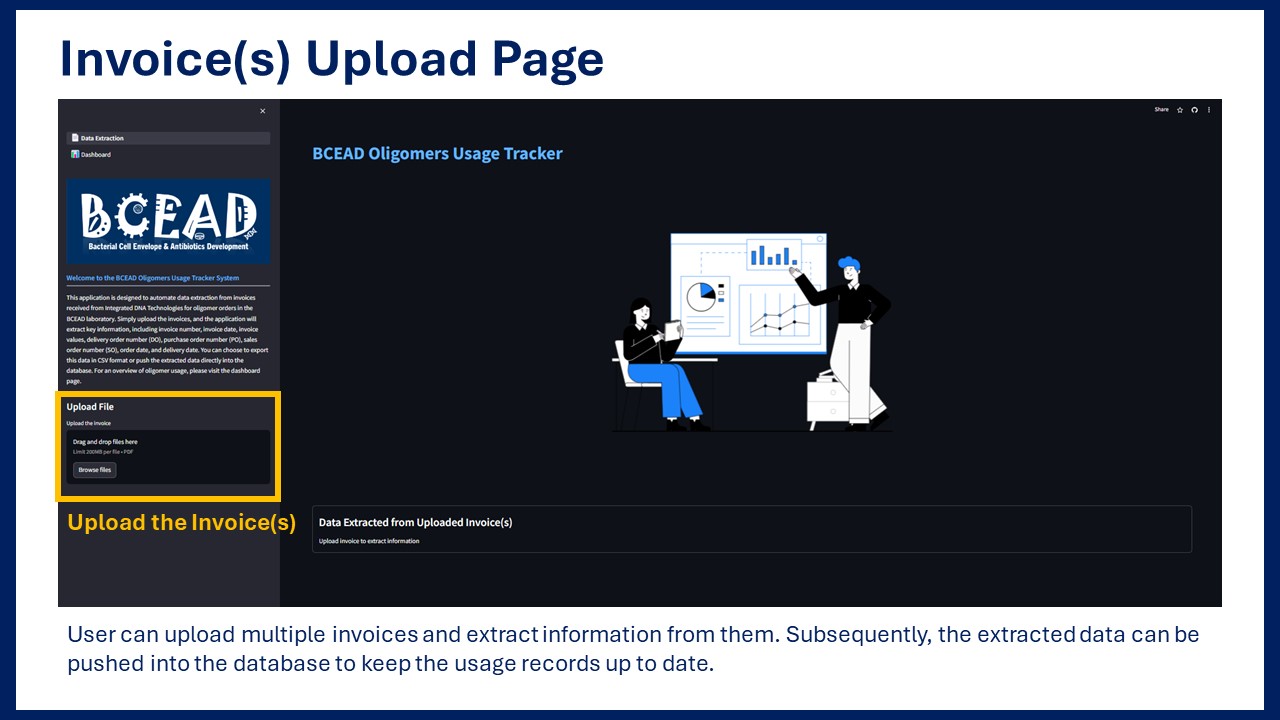 Invoice(s) Upload Page
×
Share
Data Extraction
Dashboard
BCEAD
Bacterial Cell Envelope & Antibiotics Development
Welcome to the BCEAD Oligomers Usage Tracker System
This application is designed to automate data extraction from invoices
received from Integrated DNA Technologies for oligomer orders in the
BCEAD laboratory. Simply upload the invoices, and the application will
extract key information, including invoice number, invoice date, invoice
values, delivery order number (DO), purchase order number (PO), sales
order number (SO), order date, and delivery date. You can choose to export
this data in CSV format or push the extracted data directly into the
database. For an overview of oligomer usage, please visit the dashboard
page.
Upload File
Upload the invoice
Drag and drop files here
Limit 200MB per file • PDF
Browse files
Upload the Invoice(s)
BCEAD Oligomers Usage Tracker
Data Extracted from Uploaded Invoice(s)
Upload invoice to extract information
User can upload multiple invoices and extract information from them. Subsequently, the extracted data can be
pushed into the database to keep the usage records up to date.